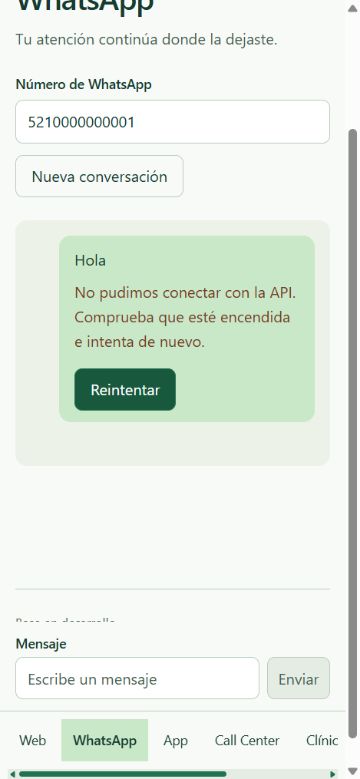 WhatsApp
Tu atención continúa donde la dejaste.
Número de WhatsApp
5210000000001
Nueva conversación
Hola
No pudimos conectar con la API.
Comprueba que esté encendida
e intenta de nuevo.
Reintentar
Mensaje
Escribe un mensaje
Enviar
Web WhatsApp App Call Center Clínic